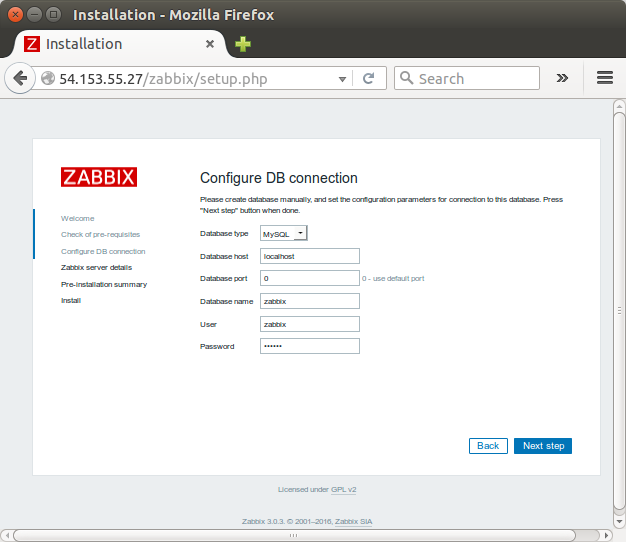 Installation - Mozilla Firefox
Installation
54.153.55.27/zabbix/setup.php
Search
ZABBIX
Welcome
Check of pre-requisites
Configure DB connection
Zabbix server details
Pre-installation summary
Install
Configure DB connection
Please create database manually, and set the configuration parameters for connection to this database. Press
"Next step" button when done.
Database type MySQL
Database host localhost
Database port 0 0 - use default port
Database name zabbix
User zabbix
Password ••••••
Back Next step
Licensed under GPL v2
Zabbix 3.0.3. © 2001–2016, Zabbix SIA